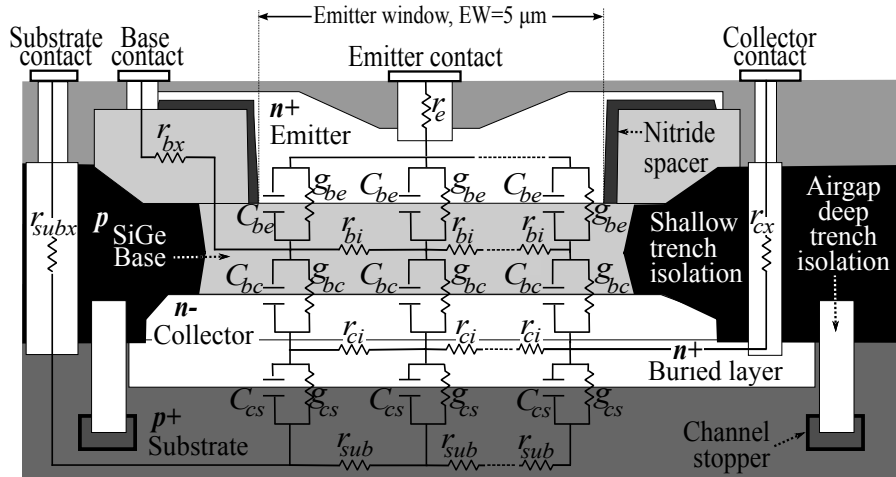 Emitter window, EW=5 μm
Substrate
contact
Base
contact
Emitter contact
Collector
contact
n+
Emitter
r_e
r_bx
Nitride
spacer
C_be
g_be
C_be
g_be
C_be
g_be
r_subx
p
SiGe
Base
r_bi
r_bi
r_bi
Shallow
trench
isolation
r_cx
Airgap
deep
trench
isolation
C_bc
g_bc
C_bc
g_bc
C_bc
g_bc
n-
Collector
r_ci
r_ci
r_ci
n+
Buried layer
C_cs
g_cs
C_cs
g_cs
C_cs
g_cs
p+
Substrate
r_sub
r_sub
r_sub
Channel
stopper